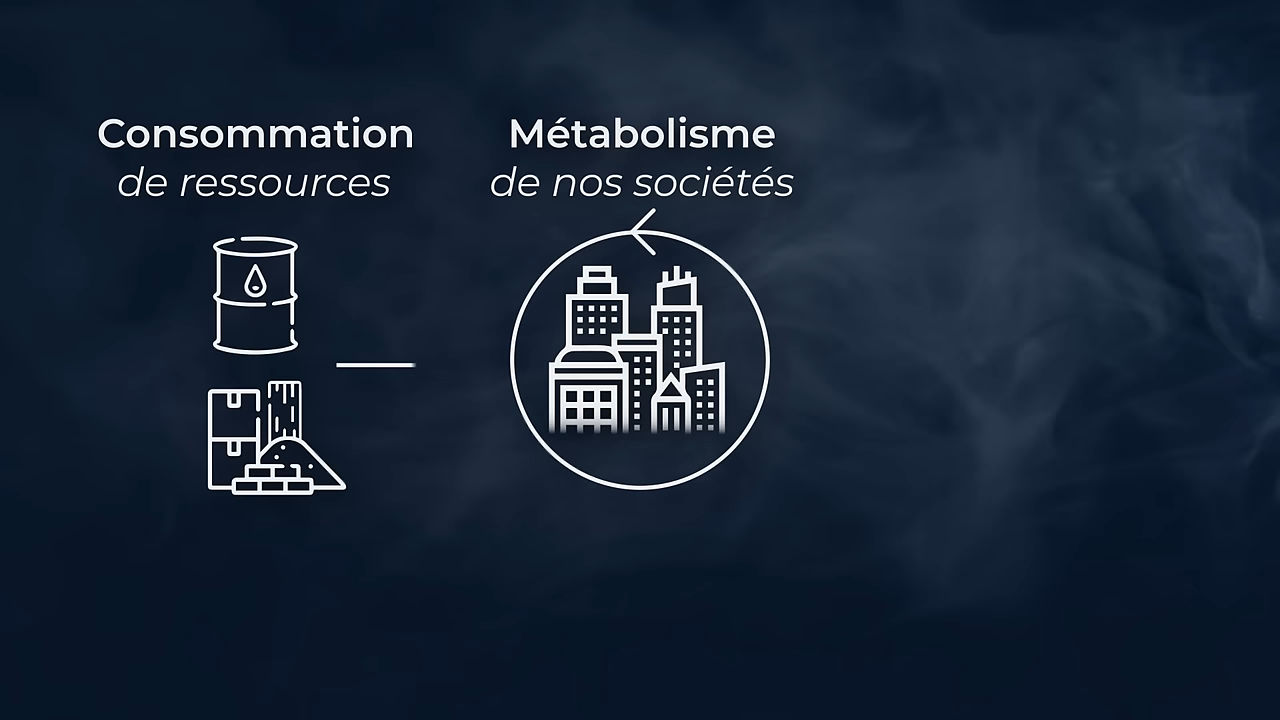 Consommation
de ressources
Métabolisme
de nos sociétés